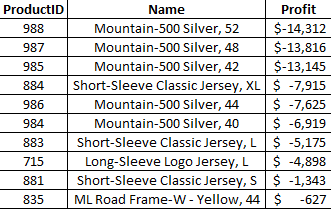 ProductID Name Profit
988 Mountain-500 Silver, 52 $-14,312
987 Mountain-500 Silver, 48 $-13,816
985 Mountain-500 Silver, 42 $-13,145
884 Short-Sleeve Classic Jersey, XL $ -7,915
986 Mountain-500 Silver, 44 $ -7,625
984 Mountain-500 Silver, 40 $ -6,919
883 Short-Sleeve Classic Jersey, L $ -5,175
715 Long-Sleeve Logo Jersey, L $ -4,898
881 Short-Sleeve Classic Jersey, S $ -1,343
835 ML Road Frame-W - Yellow, 44 $ -627